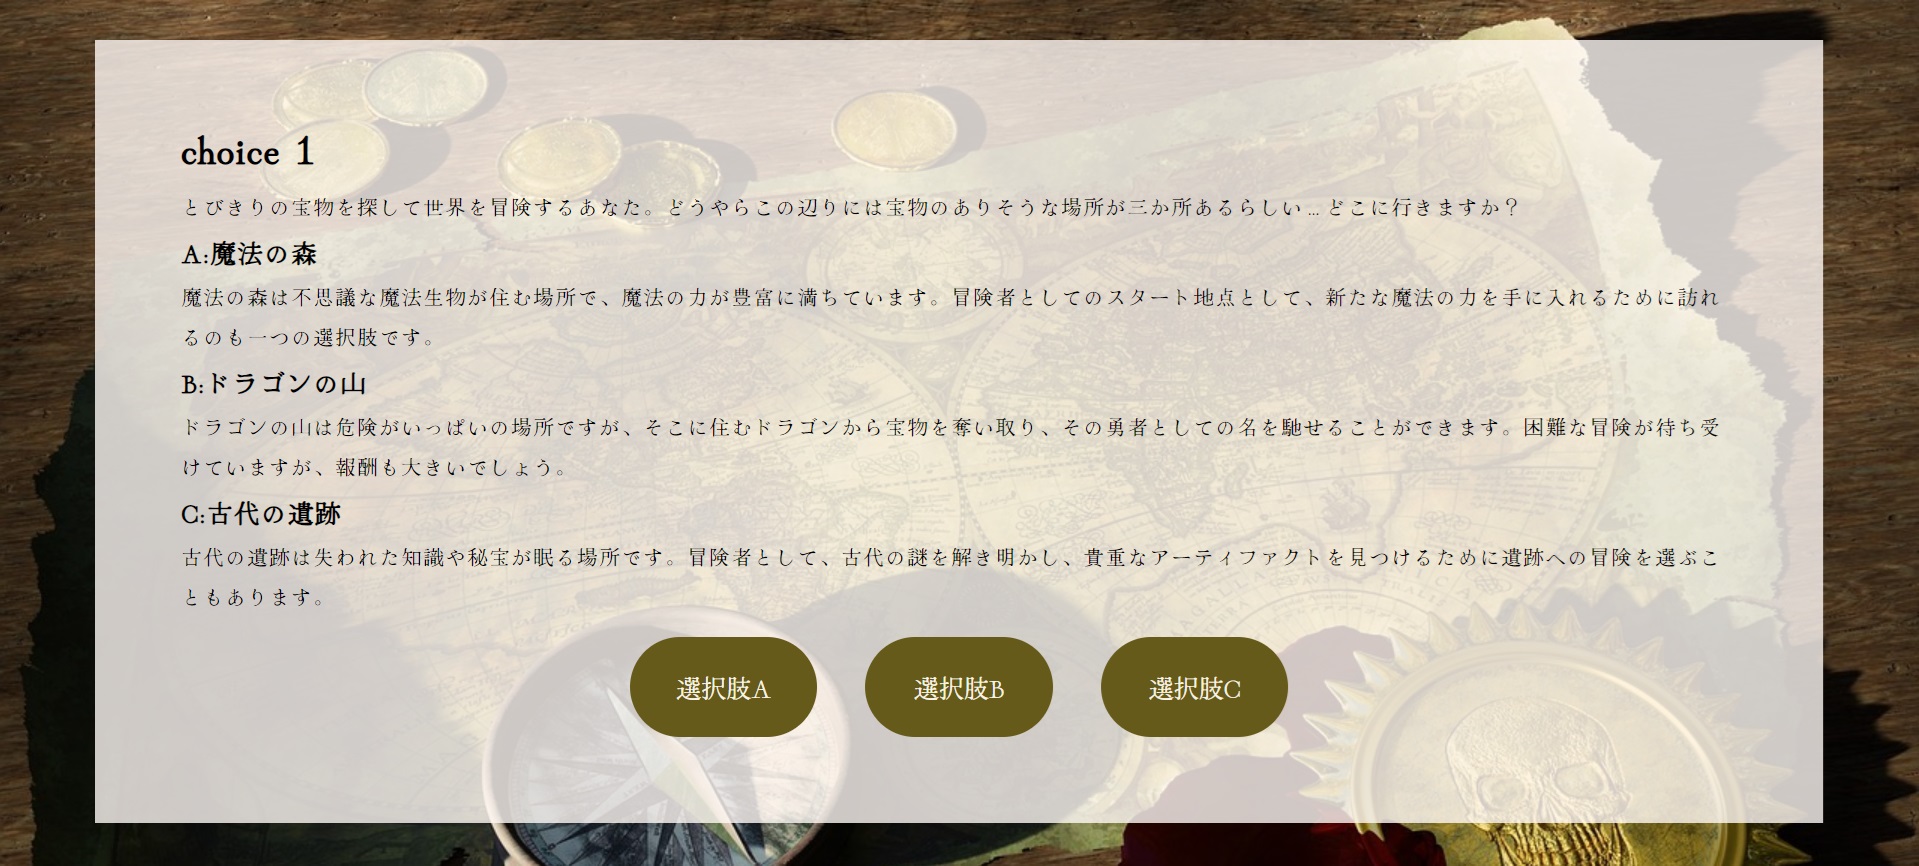 choice 1
とびきりの宝物を探して世界を冒険するあなた。どうやらこの辺りには宝物のありそうな場所が三か所あるらしい…どこに行きますか？
A:魔法の森
魔法の森は不思議な魔法生物が住む場所で、魔法の力が豊富に満ちています。冒険者としてのスタート地点として、新たな魔法の力を手に入れるために訪れ
るのも一つの選択肢です。
B:ドラゴンの山
ドラゴンの山は危険がいっぱいの場所ですが、そこに住むドラゴンから宝物を奪い取り、その勇者としての名を馳せることができます。困難な冒険が待ち受
けていますが、報酬も大きいでしょう。
C:古代の遺跡
古代の遺跡は失われた知識や秘宝が眠る場所です。冒険者として、古代の謎を解き明かし、貴重なアーティファクトを見つけるために遺跡への冒険を選ぶこ
ともあります。
選択肢A
選択肢B
選択肢C